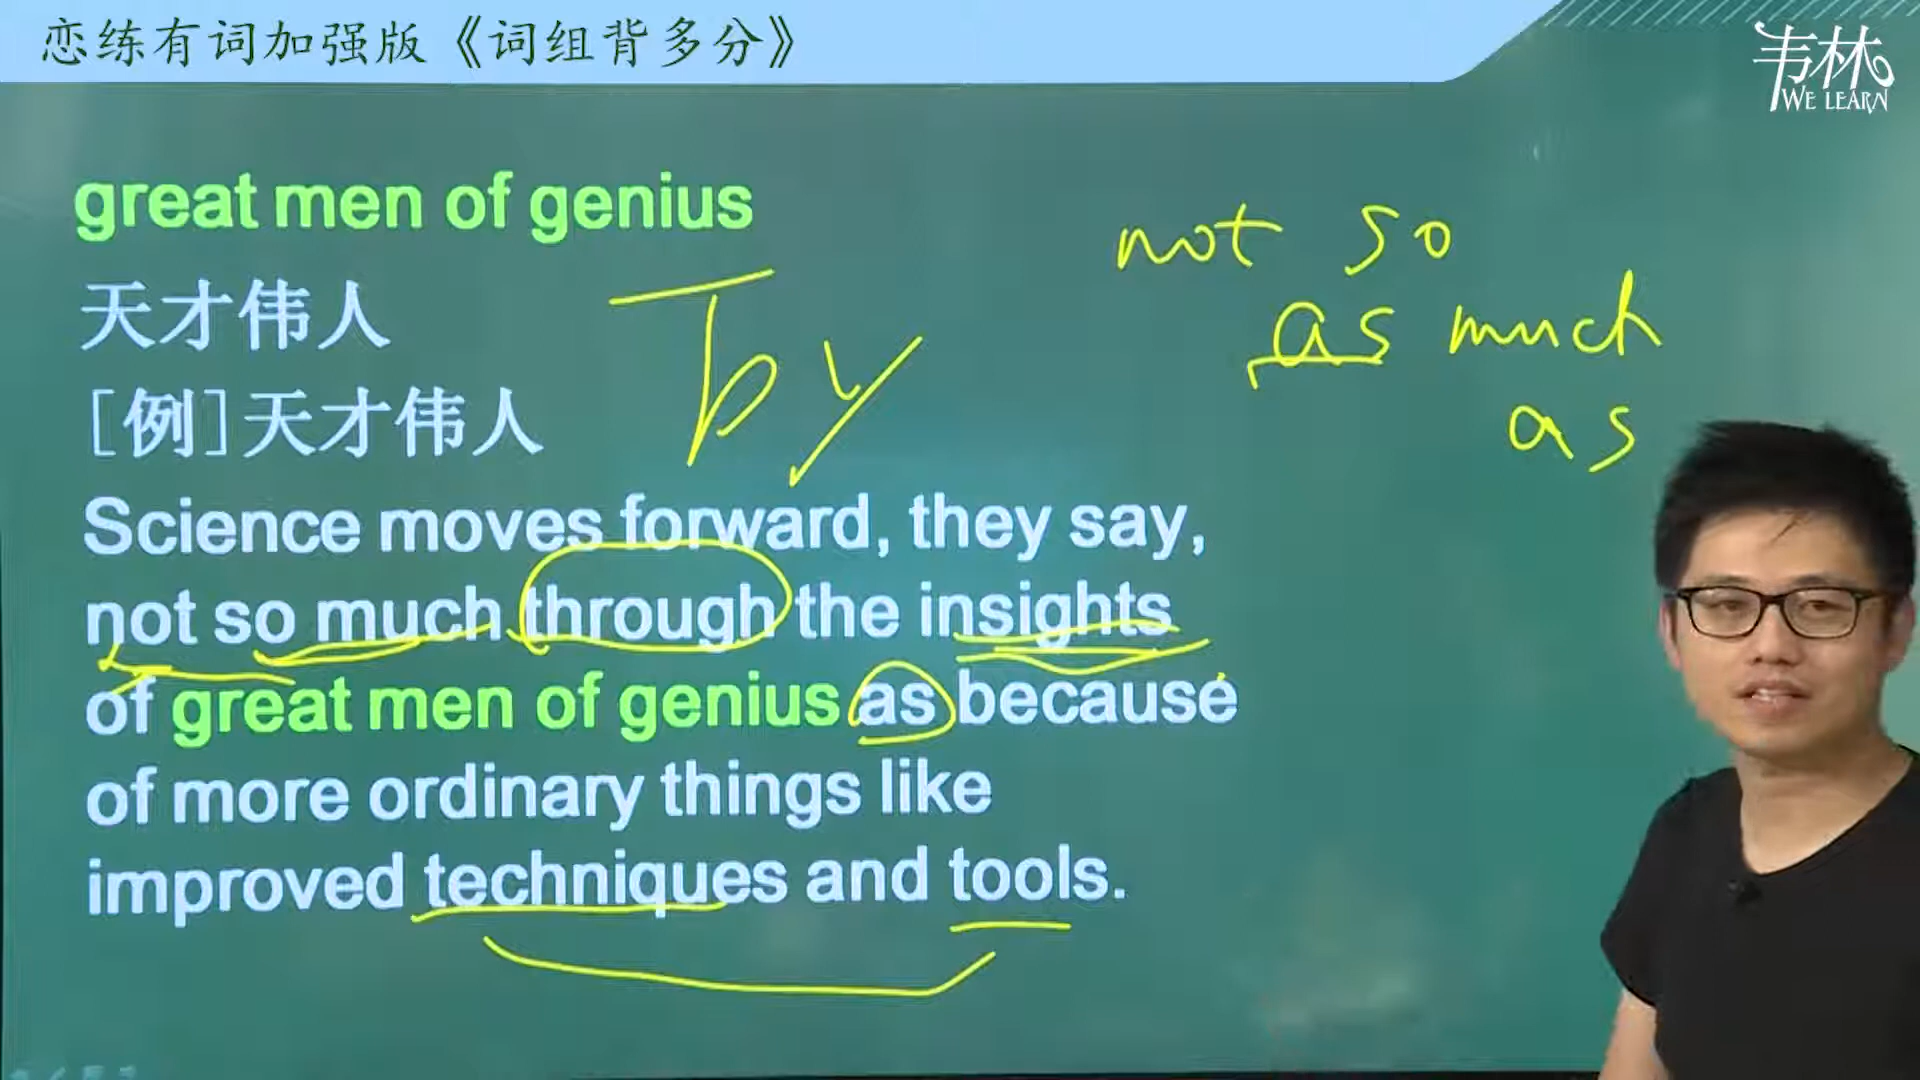 恋练有词加强版《词组背多分》
韦林
WE LEARN
great men of genius
天才伟人
[例]天才伟人
Science moves forward, they say,
not so much through the insights
of great men of genius as because
of more ordinary things like
improved techniques and tools.
by
not so
as much
as